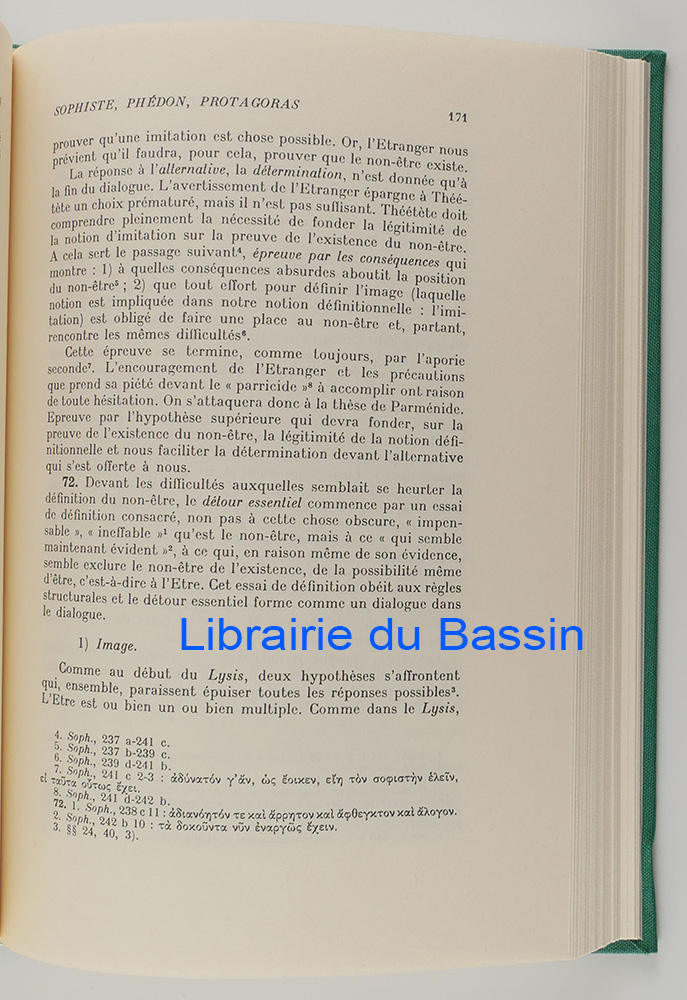 SOPHISTE, PHÉDON, PROTAGORAS
171
prouver qu'une imitation est chose possible. Or, l'Etranger nous
prévient qu'il faudra, pour cela, prouver que le non-être existe.
La réponse à l'alternative, la détermination, n'est donnée qu'à
la fin du dialogue. L'avertissement de l'Etranger épargne à Théé-
tète un choix prématuré, mais il n'est pas suffisant. Théétète doit
comprendre pleinement la nécessité de fonder la légitimité de
la notion d'imitation sur la preuve de l'existence du non-être.
A cela sert le passage suivant⁴, épreuve par les conséquences qui
montre : 1) à quelles conséquences absurdes aboutit la position
du non-être⁵ ; 2) que tout effort pour définir l'image (laquelle
notion est impliquée dans notre notion définitionnelle : l'imi-
tation) est obligé de faire une place au non-être et, partant,
rencontre les mêmes difficultés⁶.
Cette épreuve se termine, comme toujours, par l'aporie
seconde⁷. L'encouragement de l'Etranger et les précautions
que prend sa piété devant le « parricide »⁸ à accomplir ont raison
de toute hésitation. On s'attaquera donc à la thèse de Parménide.
Epreuve par l'hypothèse supérieure qui devra fonder, sur la
preuve de l'existence du non-être, la légitimité de la notion défi-
nitionnelle et nous faciliter la détermination devant l'alternative
qui s'est offerte à nous.
72. Devant les difficultés auxquelles semblait se heurter la
définition du non-être, le détour essentiel commence par un essai
de définition consacré, non pas à cette chose obscure, « impen-
sable », « ineffable »¹ qu'est le non-être, mais à ce « qui semble
maintenant évident »², à ce qui, en raison même de son évidence,
semble exclure le non-être de l'existence, de la possibilité même
d'être, c'est-à-dire à l'Etre. Cet essai de définition obéit aux règles
structurales et le détour essentiel forme comme un dialogue dans
le dialogue.
1) Image.
Librairie du Bassin
Comme au début du Lysis, deux hypothèses s'affrontent
qui, ensemble, paraissent épuiser toutes les réponses possibles³.
L'Etre est ou bien un ou bien multiple. Comme dans le Lysis,
4. Soph., 237 a-241 c.
5. Soph., 237 b-239 c.
6. Soph., 239 d-241 b.
7. Soph., 241 c 2-3 : ἀδύνατόν γ'ἄν, ὡς ἔοικεν, εἴη τὸν σοφιστὴν ἑλεῖν,
εἰ ταῦτα οὕτως ἔχει.
8. Soph., 241 d-242 b.
72. 1. Soph., 238 c 11 : ἀδιανόητόν τε καὶ ἄρρητον καὶ ἄφθεγκτον καὶ ἄλογον.
2. Soph., 242 b 10 : τὰ δοκοῦντα νῦν ἐναργῶς ἔχειν.
3. §§ 24, 40, 3).